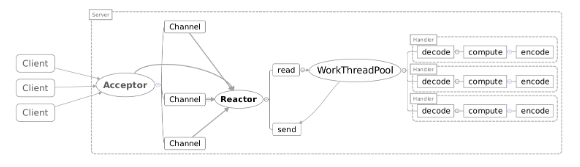 Server
Client
Client
Client
Acceptor
Channel
Channel
Channel
Reactor
read
send
WorkThreadPool
Handler
decode compute encode
Handler
decode compute encode
Handler
decode compute encode